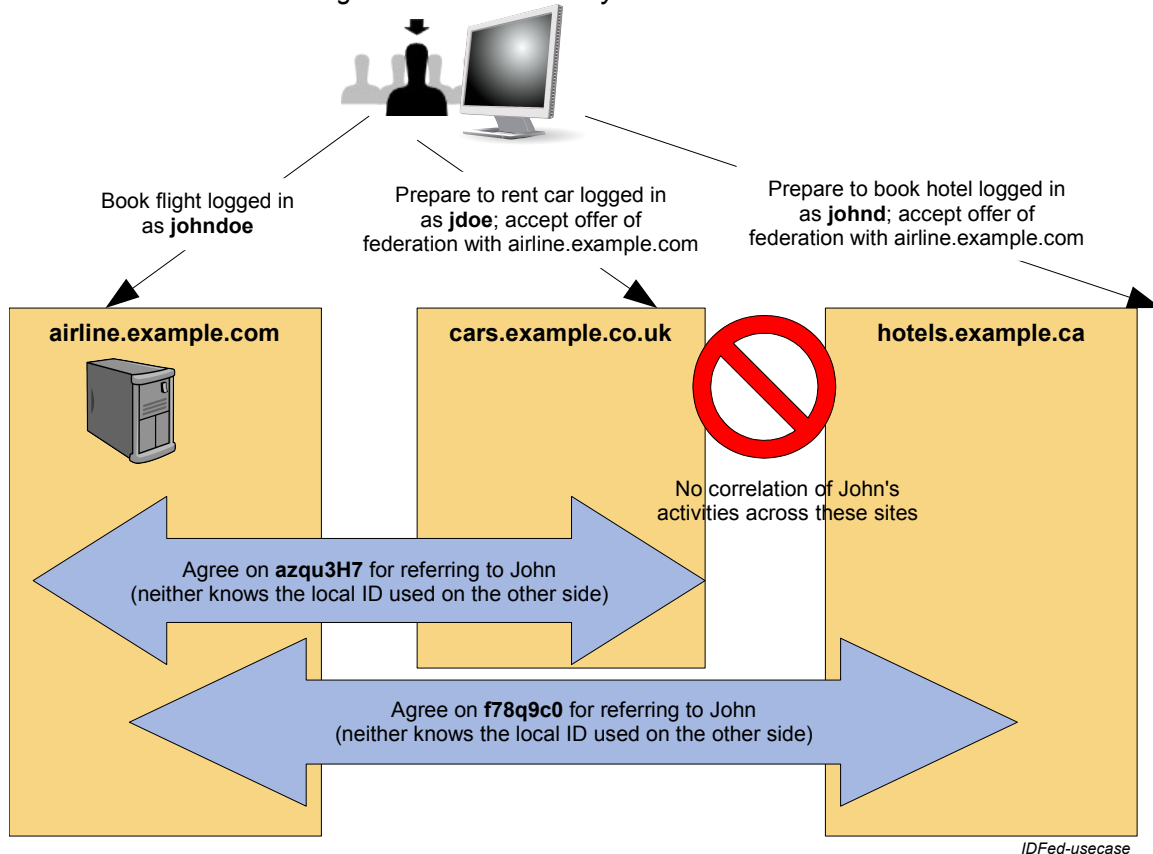 Book flight logged in
as johndoe
Prepare to rent car logged in
as jdoe; accept offer of
federation with airline.example.com
Prepare to book hotel logged in
as johnd; accept offer of
federation with airline.example.com
airline.example.com
cars.example.co.uk
hotels.example.ca
No correlation of John's
activities across these sites
Agree on azqu3H7 for referring to John
(neither knows the local ID used on the other side)
Agree on f78q9c0 for referring to John
(neither knows the local ID used on the other side)
IDFed-usecase